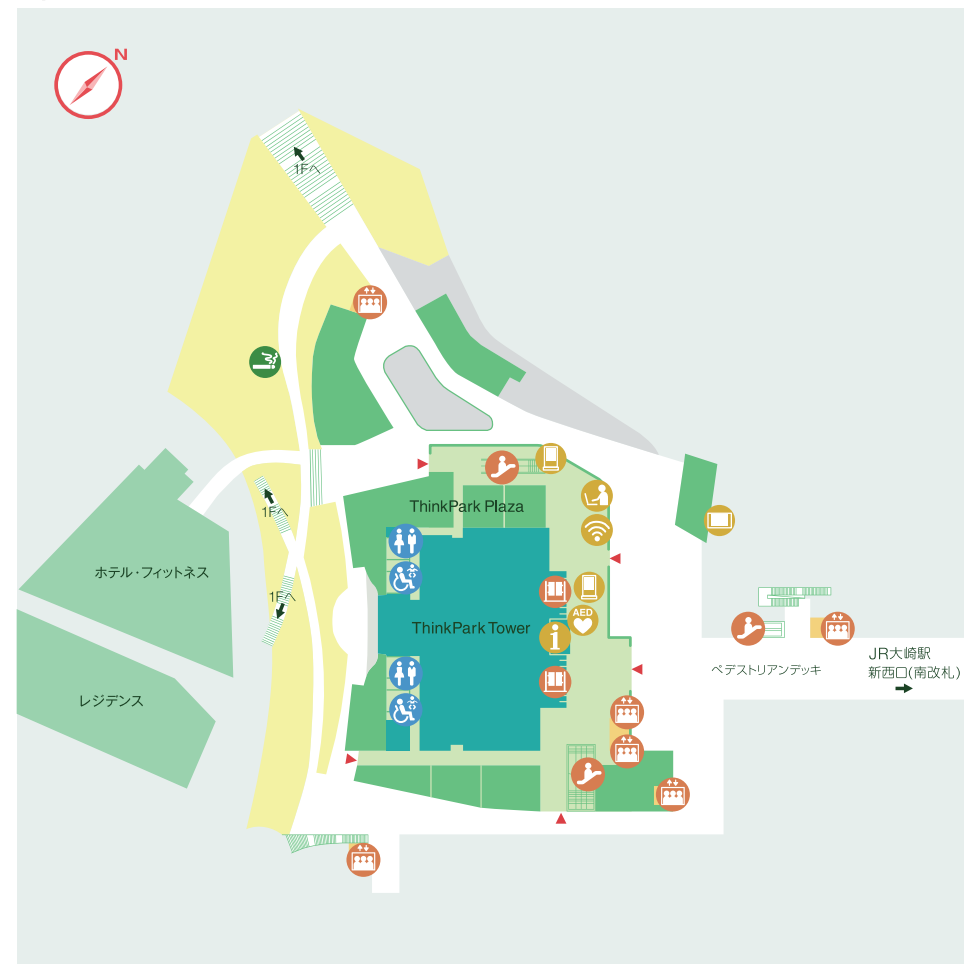 N
1Fへ
ThinkPark Plaza
1Fへ
ホテル・フィットネス
1Fへ
AED
i
ThinkPark Tower
JR大崎駅
新西口(南改札)
ペデストリアンデッキ
レジデンス